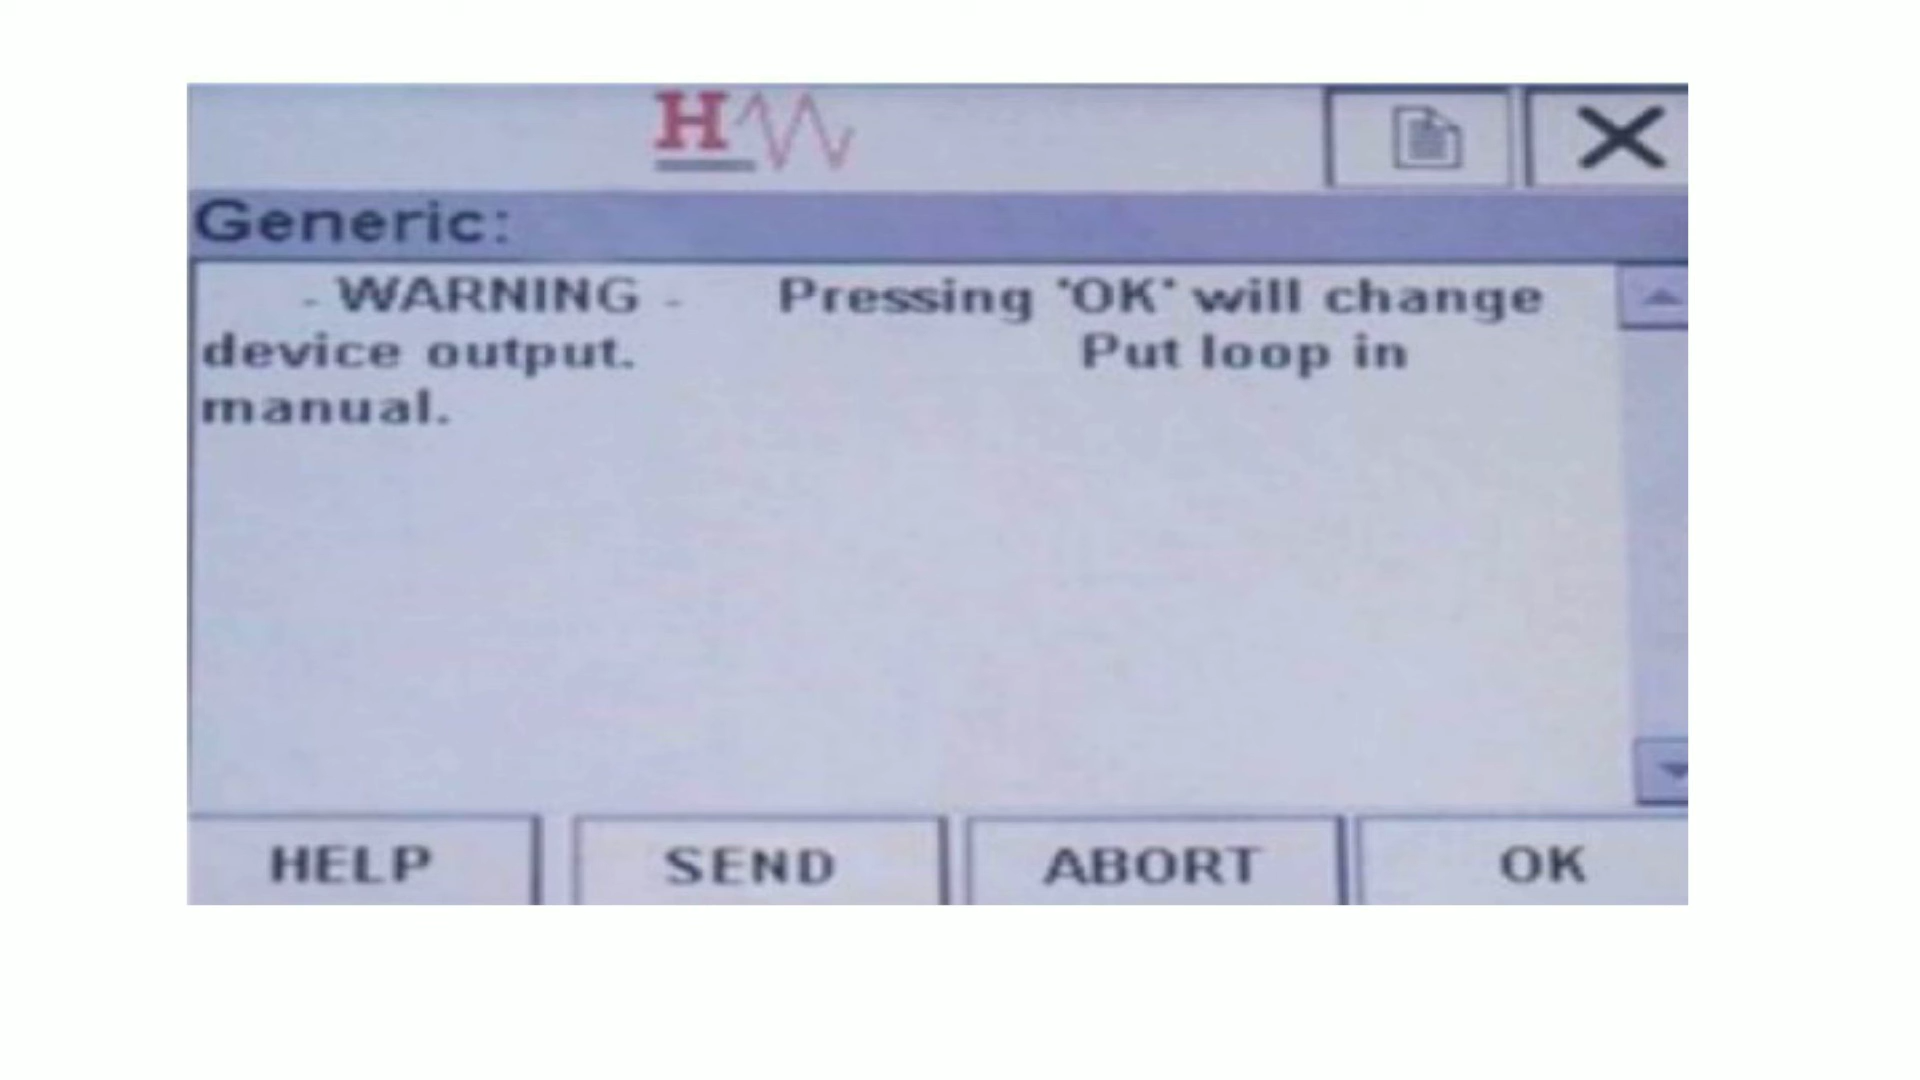 H
Generic:
- WARNING - Pressing "OK" will change
device output. Put loop in
manual.
HELP SEND ABORT OK